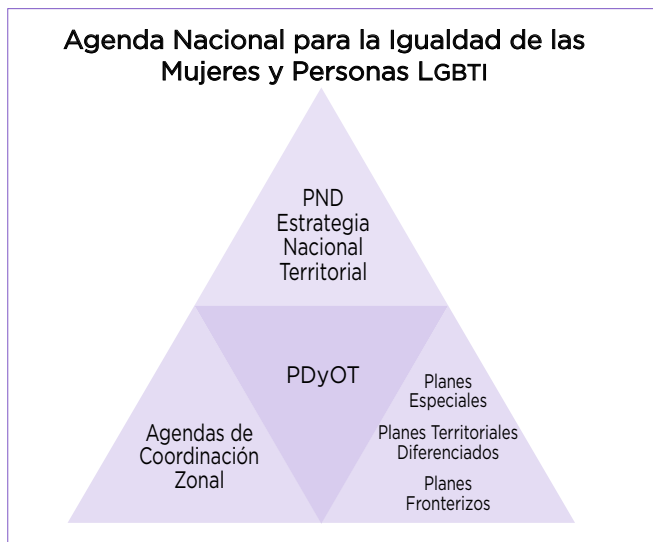 Agenda Nacional para la Igualdad de las
Mujeres y Personas LGBTI
PND
Estrategia
Nacional
Territorial
PDyOT
Agendas de
Coordinación
Zonal
Planes
Especiales
Planes Territoriales
Diferenciados
Planes
Fronterizos